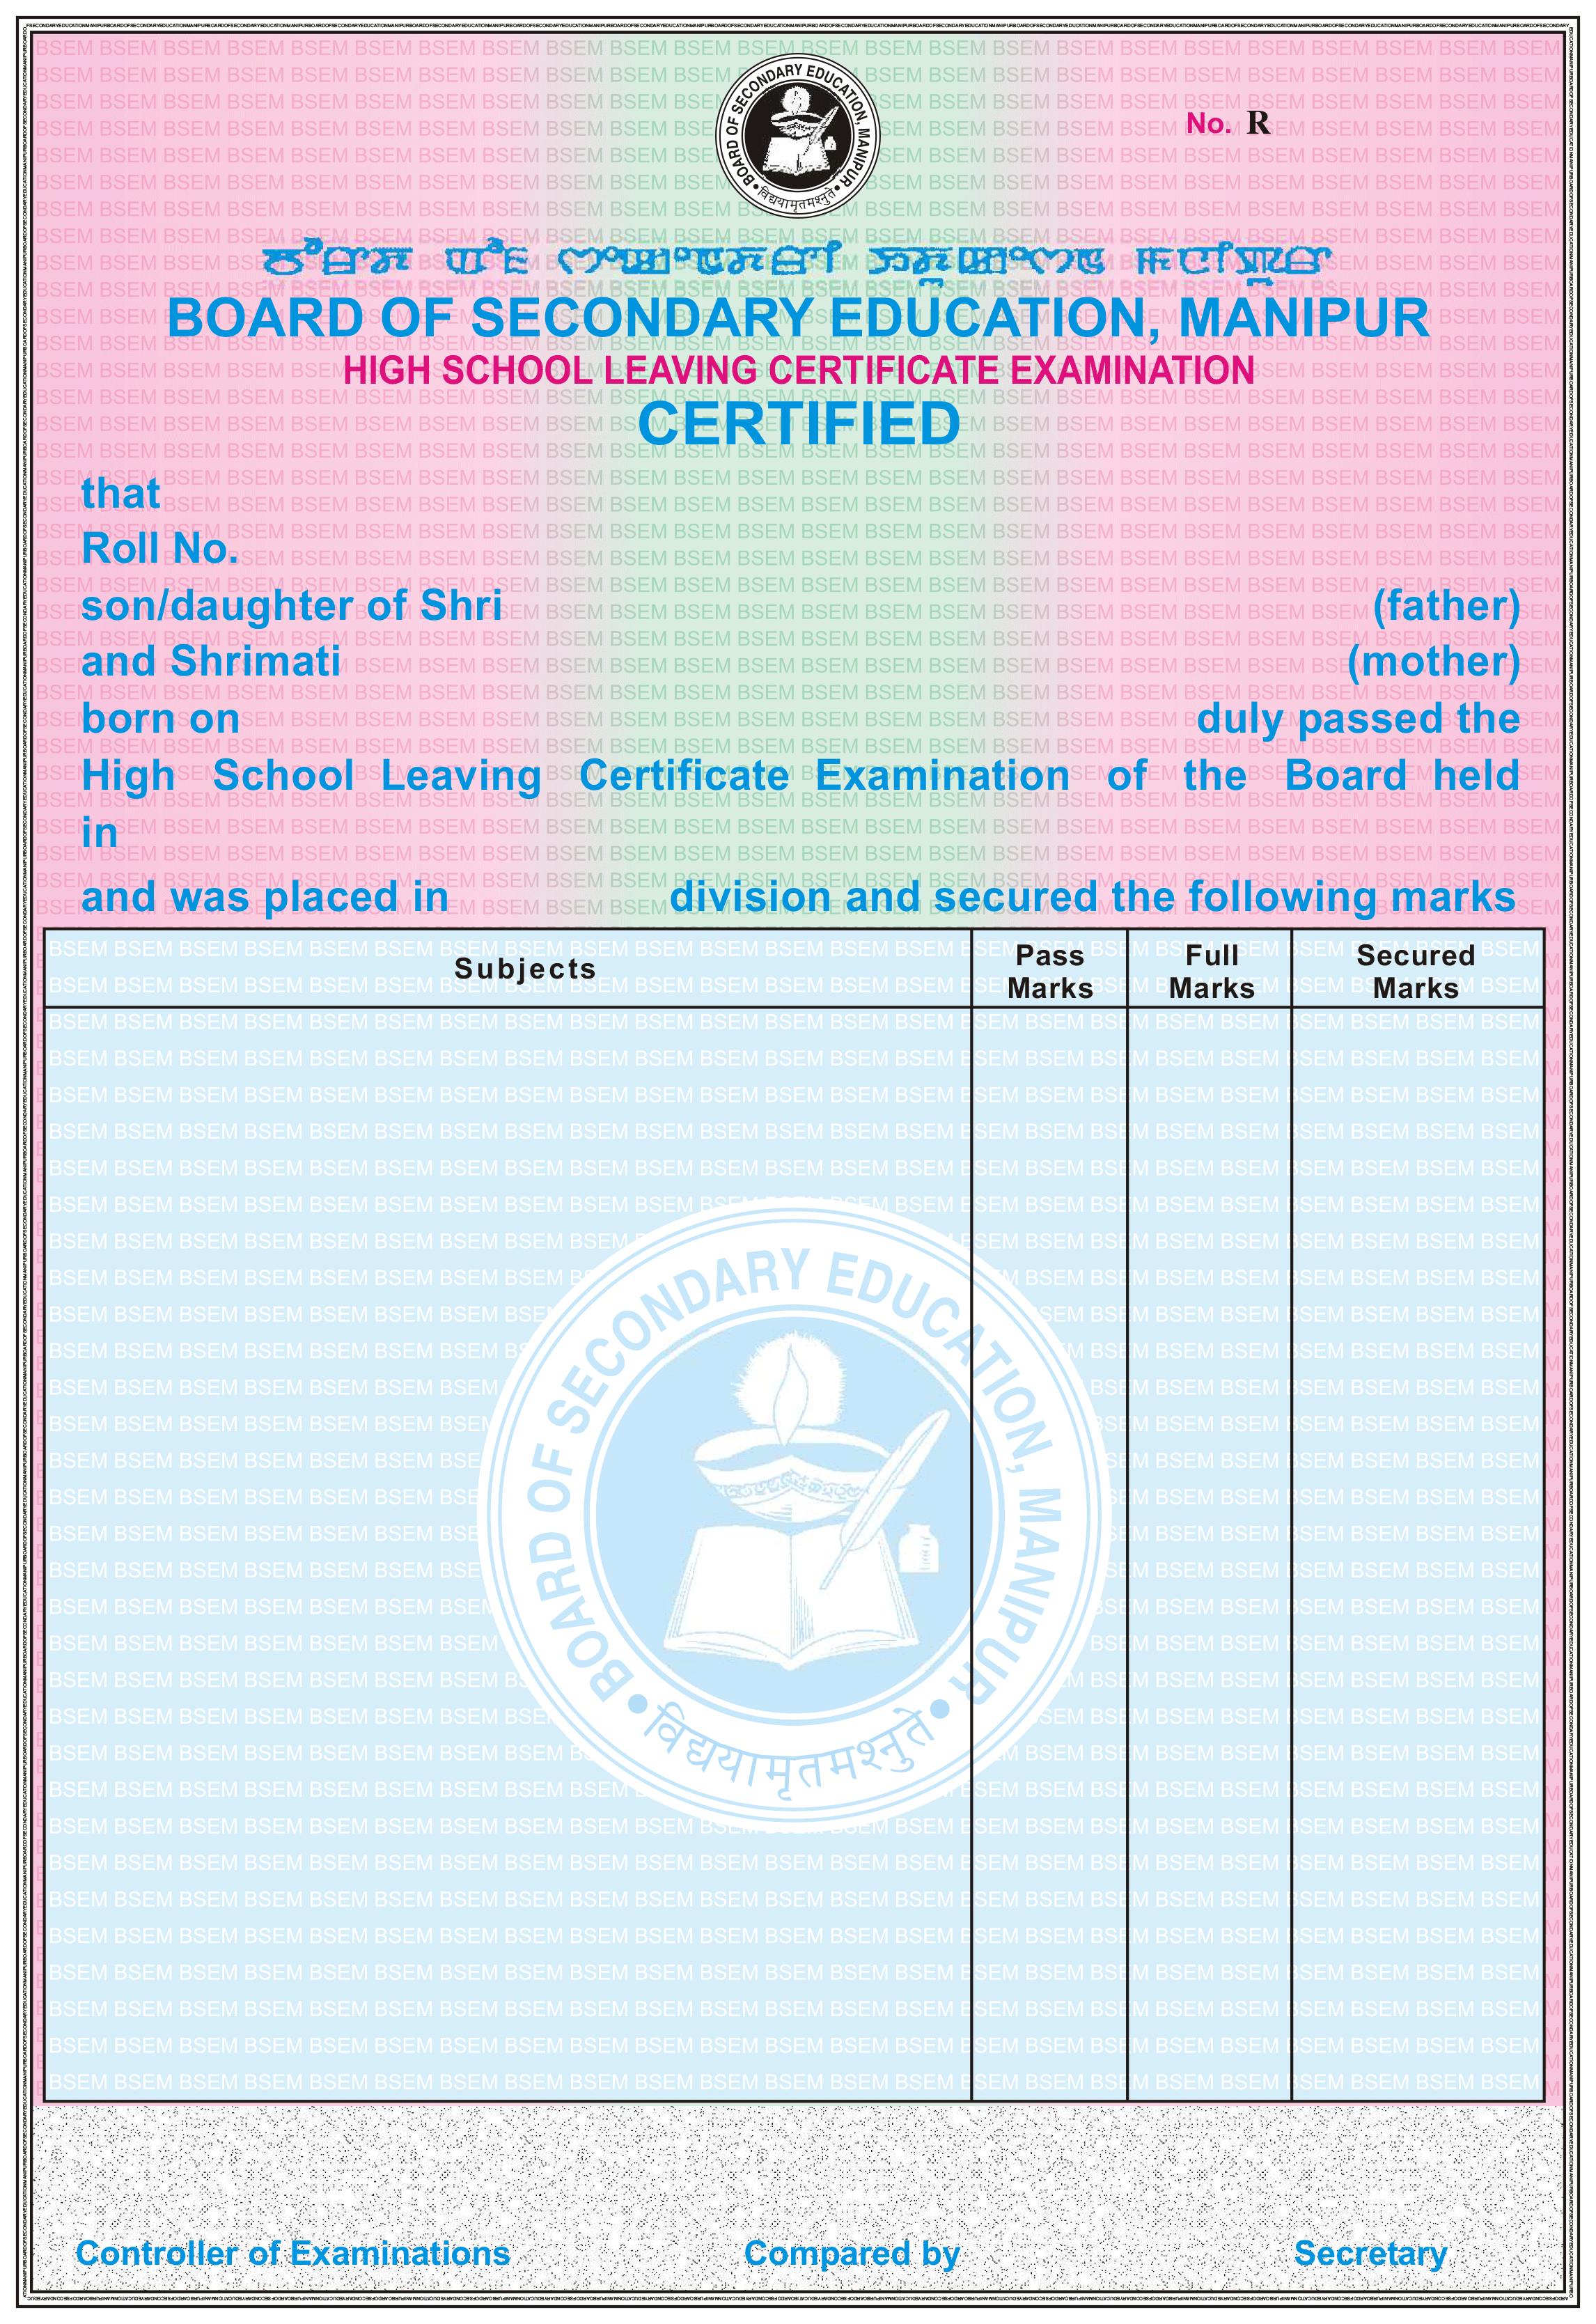 BOARD OF SECONDARY EDUCATION, MANIPUR
विद्ययामृतमश्नुते
No. R
BOARD OF SECONDARY EDUCATION, MANIPUR
HIGH SCHOOL LEAVING CERTIFICATE EXAMINATION
CERTIFIED
that
Roll No.
son/daughter of Shri (father)
and Shrimati (mother)
born on duly passed the
High School Leaving Certificate Examination of the Board held
in
and was placed in division and secured the following marks
Subjects Pass Marks Full Marks Secured Marks
BOARD OF SECONDARY EDUCATION, MANIPUR
विद्ययामृतमश्नुते
Controller of Examinations Compared by Secretary